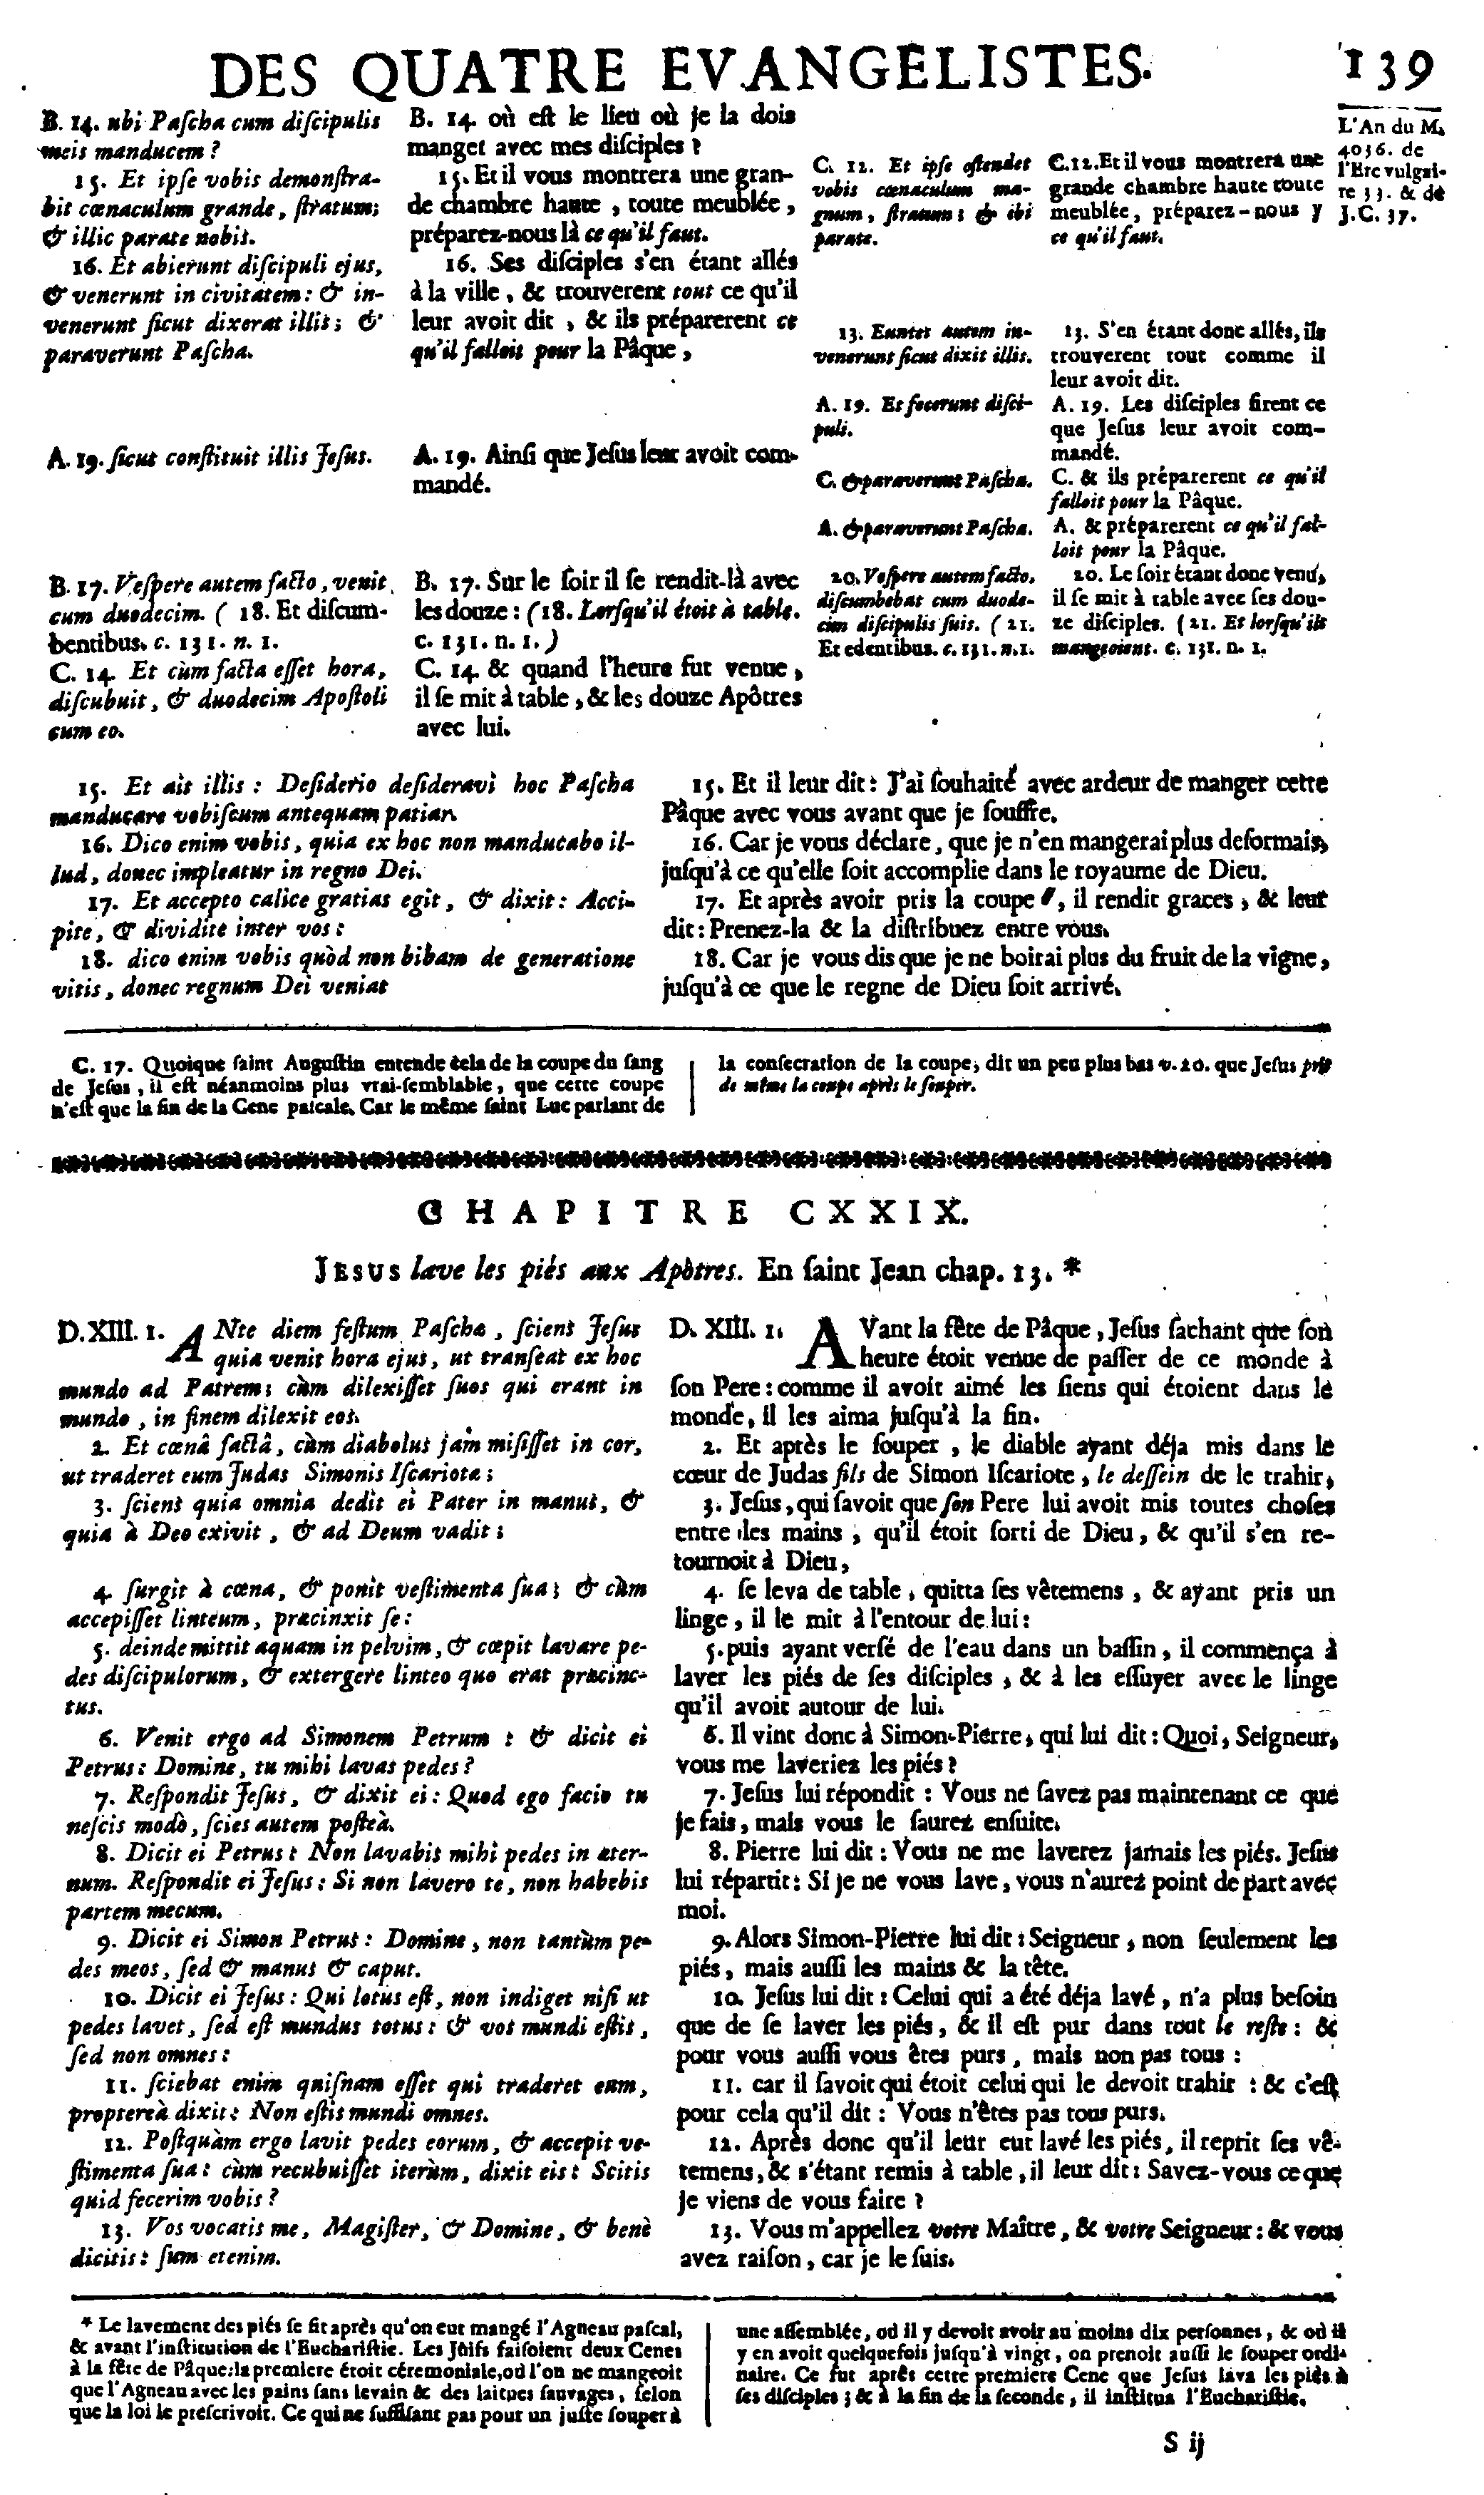 DES QUATRE EVANGELISTES.
139
L'An du M.
4036. de
l'Ere vulgai-
re 33. & de
J.C. 37.
B. 14. ubi Paſcha cum diſcipulis
meis manducem ?
15. Et ipſe vobis demonſtra-
bit cœnaculum grande, ſtratum;
& illic parate nobis.
16. Et abierunt diſcipuli ejus,
& venerunt in civitatem : & in-
venerunt ſicut dixerat illis ; &
paraverunt Paſcha.
A. 19. ſicut conſtituit illis Jeſus.
B. 17. Veſpere autem facto, venit
cum duodecim. ( 18. Et diſcum-
bentibus. c. 131. n. 1.
C. 14. Et cùm facta eſſet hora,
diſcubuit, & duodecim Apoſtoli
cum eo.
B. 14. où eſt le lieu où je la dois
manger avec mes diſciples ?
15. Et il vous montrera une gran-
de chambre haute , toute meublée ,
préparez-nous là ce qu'il faut.
16. Ses diſciples s'en étant allés
à la ville , & trouverent tout ce qu'il
leur avoit dit , & ils préparerent ce
qu'il falloit pour la Pâque ,
A. 19. Ainſi que Jeſus leur avoit com-
mandé.
B. 17. Sur le ſoir il ſe rendit-là avec
les douze : (18. Lorſqu'il étoit à table.
c. 131. n. 1. )
C. 14. & quand l'heure fut venue ,
il ſe mit à table , & les douze Apôtres
avec lui.
C. 12. Et ipſe oſtendet
vobis cœnaculum ma-
gnum, ſtratum ; & ibi
parate.
13. Euntes autem in-
venerunt ſicut dixit illis.
A. 19. Et fecerunt diſci-
puli.
C. & paraverunt Paſcha.
A. & paraverunt Paſcha.
20. Veſpere autem facto,
diſcumbebat cum duode-
cim diſcipulis ſuis. ( 21.
Et edentibus. c. 131. n. 1.
C. 12. Et il vous montrera une
grande chambre haute toute
meublée, préparez-nous y
ce qu'il faut.
13. S'en étant donc allés, ils
trouverent tout comme il
leur avoit dit.
A. 19. Les diſciples firent ce
que Jeſus leur avoit com-
mandé.
C. & ils préparerent ce qu'il
falloit pour la Pâque.
A. & préparerent ce qu'il fal-
loit pour la Pâque.
20. Le ſoir étant donc venu,
il ſe mit à table avec ſes dou-
ze diſciples. ( 21. Et lorſqu'ils
mangeoient. c. 131. n. 1.
15. Et ait illis : Deſiderio deſideravi hoc Paſcha
manducare vobiſcum antequam patiar.
16. Dico enim vobis, quia ex hoc non manducabo il-
lud, donec impleatur in regno Dei.
17. Et accepto calice gratias egit, & dixit : Acci-
pite, & dividite inter vos :
18. dico enim vobis quòd non bibam de generatione
vitis, donec regnum Dei veniat
15. Et il leur dit : J'ai ſouhaité avec ardeur de manger cette
Pâque avec vous avant que je ſouffre.
16. Car je vous déclare, que je n'en mangerai plus deformais,
juſqu'à ce qu'elle ſoit accomplie dans le royaume de Dieu.
17. Et après avoir pris la coupe , il rendit graces , & leur
dit : Prenez-la & la diſtribuez entre vous.
18. Car je vous dis que je ne boirai plus du fruit de la vigne,
juſqu'à ce que le regne de Dieu ſoit arrivé.
C. 17. Quoique ſaint Auguſtin entende cela de la coupe du ſang
de Jeſus, il eſt néanmoins plus vrai-ſemblable, que cette coupe
n'eſt que la fin de la Cene paſcale. Car le même ſaint Luc parlant de
la conſecration de la coupe, dit un peu plus bas v. 20. que Jeſus prit
de même la coupe après le ſouper.
CHAPITRE CXXIX.
JESUS lave les piés aux Apôtres. En ſaint Jean chap. 13. *
D. XIII. 1. ANte diem feſtum Paſcha, ſciens Jeſus
quia venit hora ejus, ut tranſeat ex hoc
mundo ad Patrem ; cùm dilexiſſet ſuos qui erant in
mundo, in finem dilexit eos.
2. Et cœnâ factâ, cùm diabolus jam miſiſſet in cor,
ut traderet eum Judas Simonis Iſcariota ;
3. ſciens quia omnia dedit ei Pater in manus, &
quia à Deo exivit, & ad Deum vadit ;
4. ſurgit à cœna, & ponit veſtimenta ſua ; & cùm
accepiſſet linteum, præcinxit ſe :
5. deinde mittit aquam in pelvim, & cœpit lavare pe-
des diſcipulorum, & extergere linteo quo erat præcinc-
tus.
6. Venit ergo ad Simonem Petrum : & dicit ei
Petrus : Domine, tu mihi lavas pedes ?
7. Reſpondit Jeſus, & dixit ei : Quod ego facio tu
neſcis modò, ſcies autem poſteà.
8. Dicit ei Petrus : Non lavabis mihi pedes in æter-
num. Reſpondit ei Jeſus : Si non lavero te, non habebis
partem mecum.
9. Dicit ei Simon Petrus : Domine, non tantùm pe-
des meos, ſed & manus & caput.
10. Dicit ei Jeſus : Qui lotus eſt, non indiget niſi ut
pedes lavet, ſed eſt mundus totus : & vos mundi eſtis,
ſed non omnes :
11. ſciebat enim quiſnam eſſet qui traderet eum,
proptereà dixit : Non eſtis mundi omnes.
12. Poſtquàm ergo lavit pedes eorum, & accepit ve-
ſtimenta ſua : cùm recubuiſſet iterùm, dixit eis : Scitis
quid fecerim vobis ?
13. Vos vocatis me, Magiſter, & Domine, & benè
dicitis : ſum etenim.
D. XIII. 1. AVant la fête de Pâque, Jeſus ſachant que ſon
heure étoit venue de paſſer de ce monde à
ſon Pere : comme il avoit aimé les ſiens qui étoient dans le
monde, il les aima juſqu'à la fin.
2. Et après le ſouper, le diable ayant déja mis dans le
cœur de Judas fils de Simon Iſcariote, le deſſein de le trahir,
3. Jeſus, qui ſavoit que ſon Pere lui avoit mis toutes choſes
entre les mains, qu'il étoit ſorti de Dieu, & qu'il s'en re-
tournoit à Dieu,
4. ſe leva de table, quitta ſes vêtemens, & ayant pris un
linge, il le mit à l'entour de lui :
5. puis ayant verſé de l'eau dans un baſſin, il commença à
laver les piés de ſes diſciples, & à les eſſuyer avec le linge
qu'il avoit autour de lui.
6. Il vint donc à Simon-Pierre, qui lui dit : Quoi, Seigneur,
vous me laveriez les piés ?
7. Jeſus lui répondit : Vous ne ſavez pas maintenant ce que
je fais, mais vous le ſaurez enſuite.
8. Pierre lui dit : Vous ne me laverez jamais les piés. Jeſus
lui répartit : Si je ne vous lave, vous n'aurez point de part avec
moi.
9. Alors Simon-Pierre lui dit : Seigneur, non ſeulement les
piés, mais auſſi les mains & la tête.
10. Jeſus lui dit : Celui qui a été déja lavé, n'a plus beſoin
que de ſe laver les piés, & il eſt pur dans tout le reſte : &
pour vous auſſi vous êtes purs, mais non pas tous :
11. car il ſavoit qui étoit celui qui le devoit trahir : & c'eſt
pour cela qu'il dit : Vous n'êtes pas tous purs.
12. Après donc qu'il leur eut lavé les piés, il reprit ſes vê-
temens, & s'étant remis à table, il leur dit : Savez-vous ce que
je viens de vous faire ?
13. Vous m'appellez votre Maître, & votre Seigneur : & vous
avez raiſon, car je le ſuis.
* Le lavement des piés ſe fit après qu'on eut mangé l'Agneau paſcal,
& avant l'inſtitution de l'Euchariſtie. Les Juifs faiſoient deux Cenes
à la fête de Pâque : la premiere étoit céremoniale, où l'on ne mangeoit
que l'Agneau avec les pains ſans levain & des laitues ſauvages, ſelon
que la loi le preſcrivoit. Ce qui ne ſuffiſant pas pour un juſte ſouper à
une aſſemblée, où il y devoit avoir au moins dix perſonnes, & où il
y en avoit quelquefois juſqu'à vingt, on prenoit auſſi le ſouper ordi-
naire. Ce fut après cette premiere Cene que Jeſus lava les piés à
ſes diſciples ; & à la fin de la ſeconde, il inſtitua l'Euchariſtie.
S ij